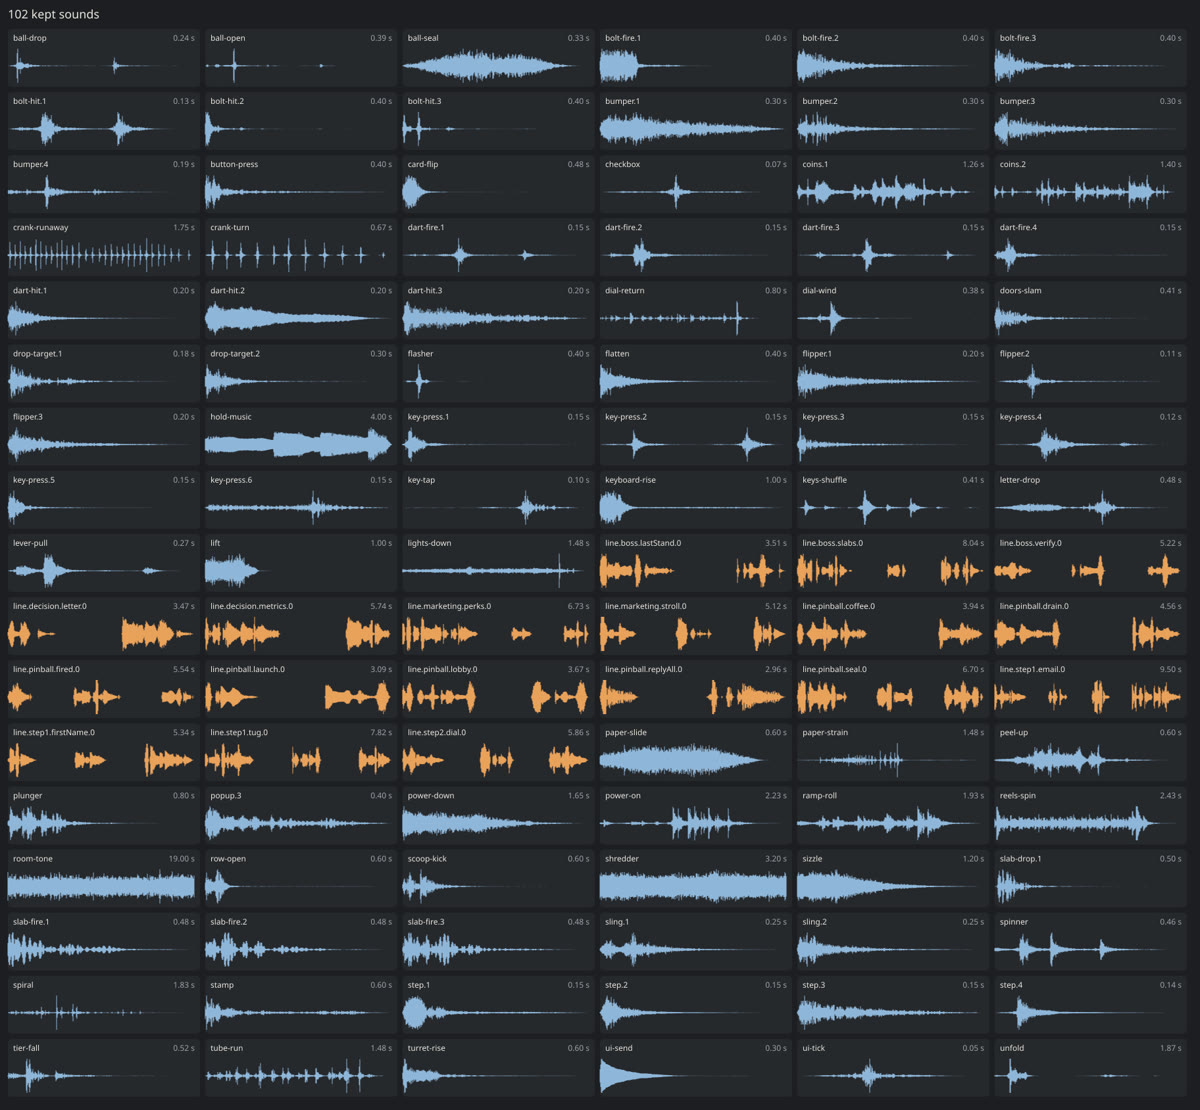 102 kept sounds
ball-drop 0.24 s ball-open 0.39 s ball-seal 0.33 s bolt-fire.1 0.40 s bolt-fire.2 0.40 s bolt-fire.3 0.40 s
bolt-hit.1 0.13 s bolt-hit.2 0.40 s bolt-hit.3 0.40 s bumper.1 0.30 s bumper.2 0.30 s bumper.3 0.30 s
bumper.4 0.19 s button-press 0.40 s card-flip 0.48 s checkbox 0.07 s coins.1 1.26 s coins.2 1.40 s
crank-runaway 1.75 s crank-turn 0.67 s dart-fire.1 0.15 s dart-fire.2 0.15 s dart-fire.3 0.15 s dart-fire.4 0.15 s
dart-hit.1 0.20 s dart-hit.2 0.20 s dart-hit.3 0.20 s dial-return 0.80 s dial-wind 0.38 s doors-slam 0.41 s
drop-target.1 0.18 s drop-target.2 0.30 s flasher 0.40 s flatten 0.40 s flipper.1 0.20 s flipper.2 0.11 s
flipper.3 0.20 s hold-music 4.00 s key-press.1 0.15 s key-press.2 0.15 s key-press.3 0.15 s key-press.4 0.12 s
key-press.5 0.15 s key-press.6 0.15 s key-tap 0.10 s keyboard-rise 1.00 s keys-shuffle 0.41 s letter-drop 0.48 s
lever-pull 0.27 s lift 1.00 s lights-down 1.48 s line.boss.lastStand.0 3.51 s line.boss.slabs.0 8.04 s line.boss.verify.0 5.22 s
line.decision.letter.0 3.47 s line.decision.metrics.0 5.74 s line.marketing.perks.0 6.73 s line.marketing.stroll.0 5.12 s line.pinball.coffee.0 3.94 s line.pinball.drain.0 4.56 s
line.pinball.fired.0 5.54 s line.pinball.launch.0 3.09 s line.pinball.lobby.0 3.67 s line.pinball.replyAll.0 2.96 s line.pinball.seal.0 6.70 s line.step1.email.0 9.50 s
line.step1.firstName.0 5.34 s line.step1.tug.0 7.82 s line.step2.dial.0 5.86 s paper-slide 0.60 s paper-strain 1.48 s peel-up 0.60 s
plunger 0.80 s popup.3 0.40 s power-down 1.65 s power-on 2.23 s ramp-roll 1.93 s reels-spin 2.43 s
room-tone 19.00 s row-open 0.60 s scoop-kick 0.60 s shredder 3.20 s sizzle 1.20 s slab-drop.1 0.50 s
slab-fire.1 0.48 s slab-fire.2 0.48 s slab-fire.3 0.48 s sling.1 0.25 s sling.2 0.25 s spinner 0.46 s
spiral 1.83 s stamp 0.60 s step.1 0.15 s step.2 0.15 s step.3 0.15 s step.4 0.14 s
tier-fall 0.52 s tube-run 1.48 s turret-rise 0.60 s ui-send 0.30 s ui-tick 0.05 s unfold 1.87 s